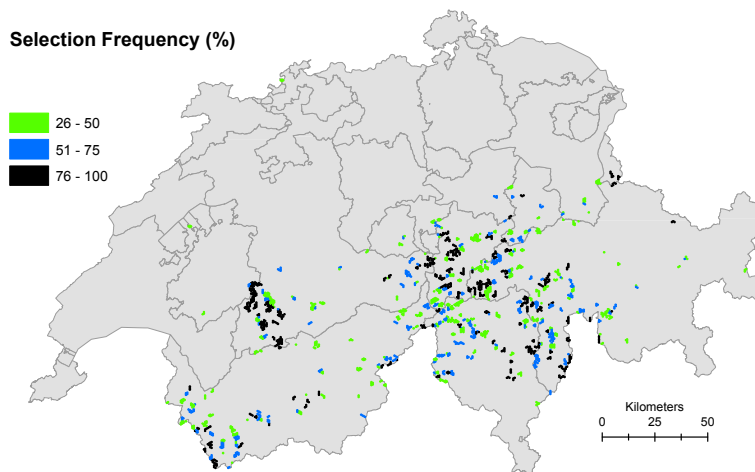 Selection Frequency (%)
26 - 50
51 - 75
76 - 100
Kilometers
0 25 50